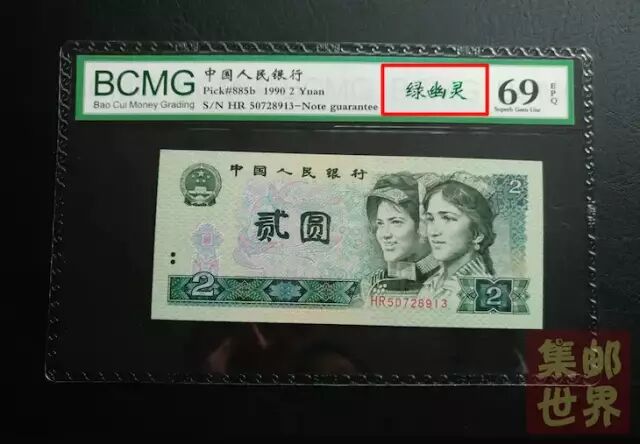 BCMG
Bao Cui Money Grading
中国人民银行
Pick#885b 1990 2 Yuan
S/N HR 50728913-Note guarantee
绿幽灵
69
EPQ
Superb Gem Unc
中国人民银行
2
贰圆
HR50728913
2
2
集邮
世界